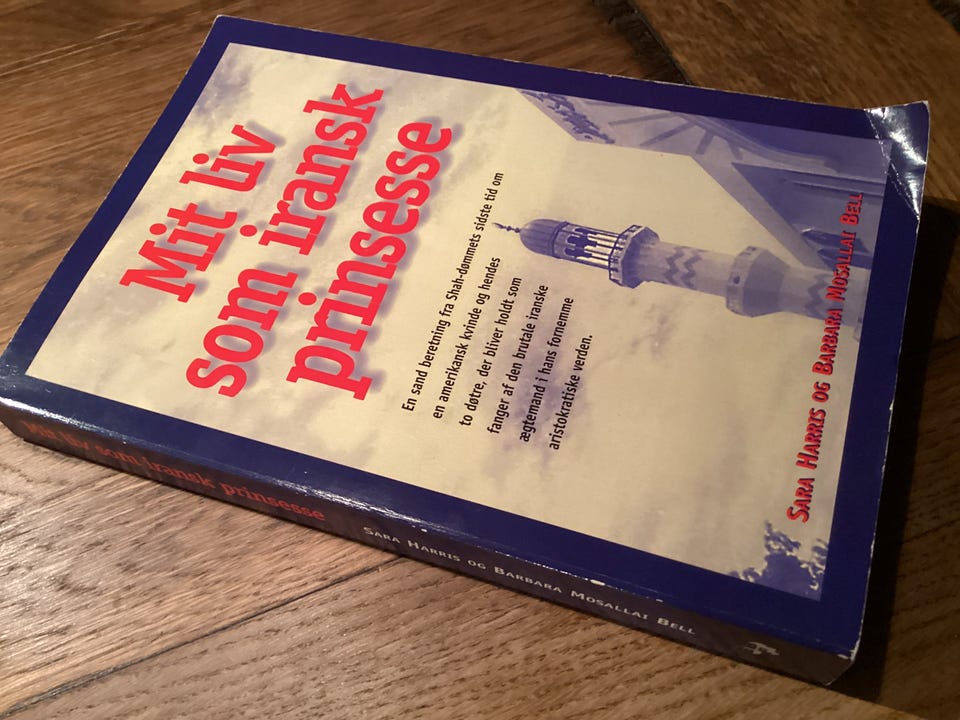 Mit liv
som iransk
prinsesse
En sand beretning fra Shah-dømmets sidste tid om
en amerikansk kvinde og hendes
to døtre, der bliver holdt som
fanger af den brutale iranske
ægtemand i hans fornemme
aristokratiske verden.
SARA HARRIS OG BARBARA MOSALLAI BELL
Mit liv som iransk prinsesse
SARA HARRIS OG BARBARA MOSALLAI BELL